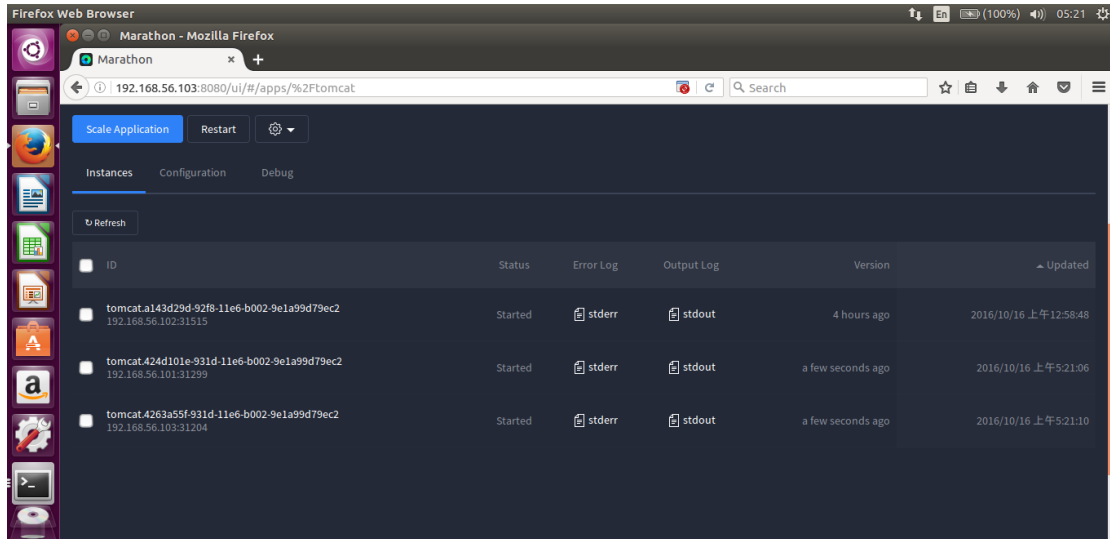 Firefox Web Browser
En (100%) 05:21
Marathon - Mozilla Firefox
Marathon × +
192.168.56.103:8080/ui/#/apps/%2Ftomcat Search
Scale Application Restart
Instances Configuration Debug
Refresh
ID Status Error Log Output Log Version Updated
tomcat.a143d29d-92f8-11e6-b002-9e1a99d79ec2
192.168.56.102:31515 Started stderr stdout 4 hours ago 2016/10/16 上午12:58:48
tomcat.424d101e-931d-11e6-b002-9e1a99d79ec2
192.168.56.101:31299 Started stderr stdout a few seconds ago 2016/10/16 上午5:21:06
tomcat.4263a55f-931d-11e6-b002-9e1a99d79ec2
192.168.56.103:31204 Started stderr stdout a few seconds ago 2016/10/16 上午5:21:10